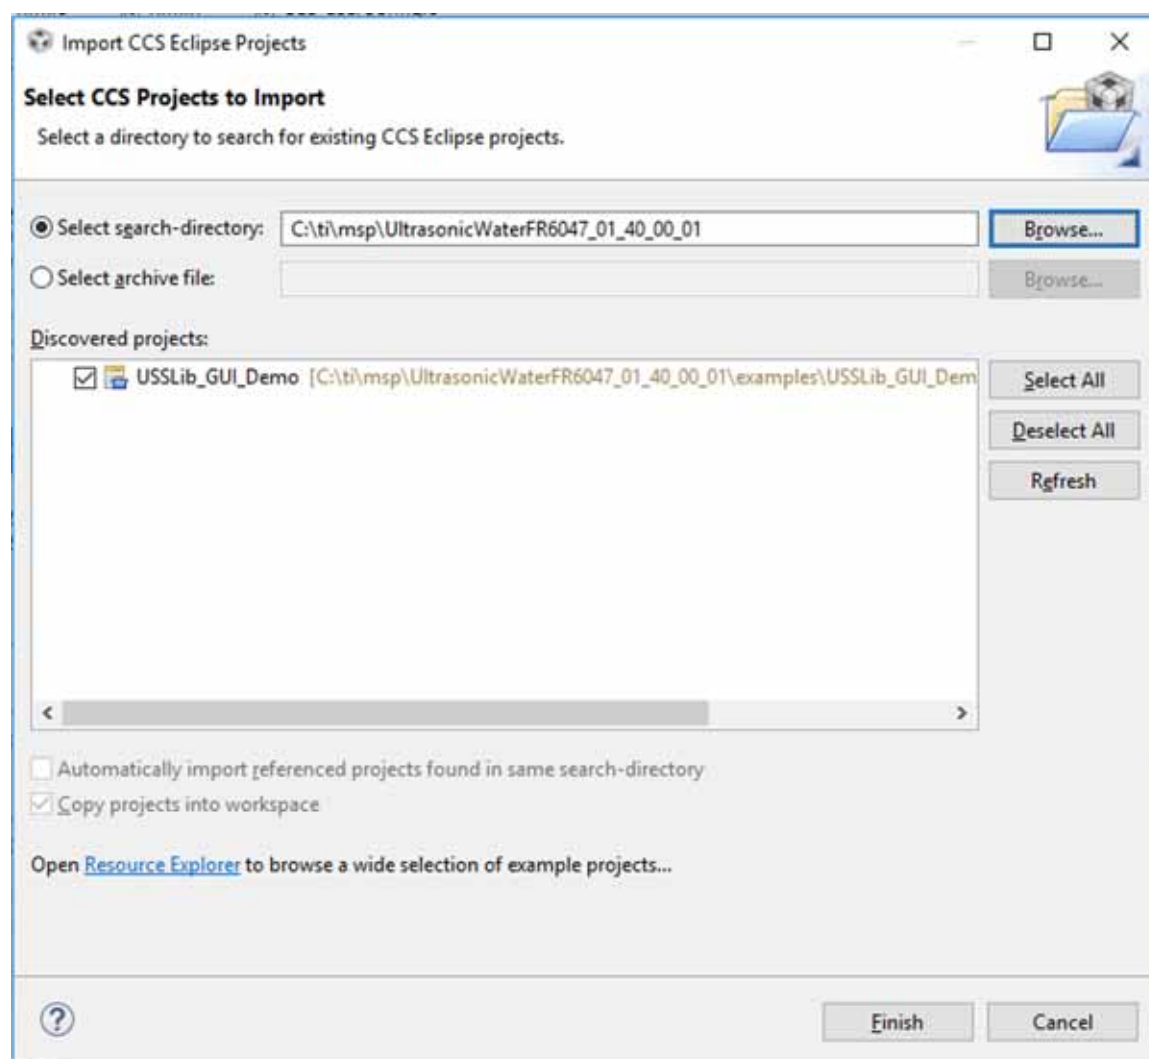 Import CCS Eclipse Projects
Select CCS Projects to Import
Select a directory to search for existing CCS Eclipse projects.
Select search-directory: C:\ti\msp\UltrasonicWaterFR6047_01_40_00_01 Browse...
Select archive file: Browse...
Discovered projects:
USSLib_GUI_Demo [C:\ti\msp\UltrasonicWaterFR6047_01_40_00_01\examples\USSLib_GUI_Dem
Select All
Deselect All
Refresh
Automatically import referenced projects found in same search-directory
Copy projects into workspace
Open Resource Explorer to browse a wide selection of example projects...
Finish Cancel